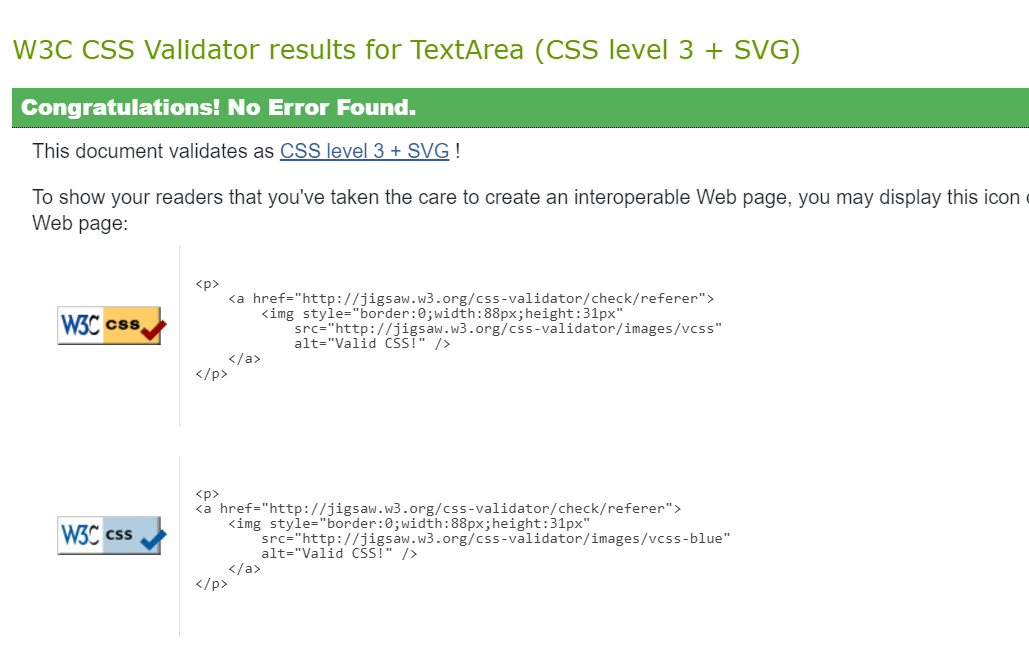 W3C CSS Validator results for TextArea (CSS level 3 + SVG)
Congratulations! No Error Found.
This document validates as CSS level 3 + SVG !
To show your readers that you've taken the care to create an interoperable Web page, you may display this icon
Web page:
<p>
    <a href="http://jigsaw.w3.org/css-validator/check/referer">
        <img style="border:0;width:88px;height:31px"
W3C css
            src="http://jigsaw.w3.org/css-validator/images/vcss"
            alt="Valid CSS!" />
    </a>
</p>
<p>
<a href="http://jigsaw.w3.org/css-validator/check/referer">
    <img style="border:0;width:88px;height:31px"
W3C css
        src="http://jigsaw.w3.org/css-validator/images/vcss-blue"
        alt="Valid CSS!" />
    </a>
</p>